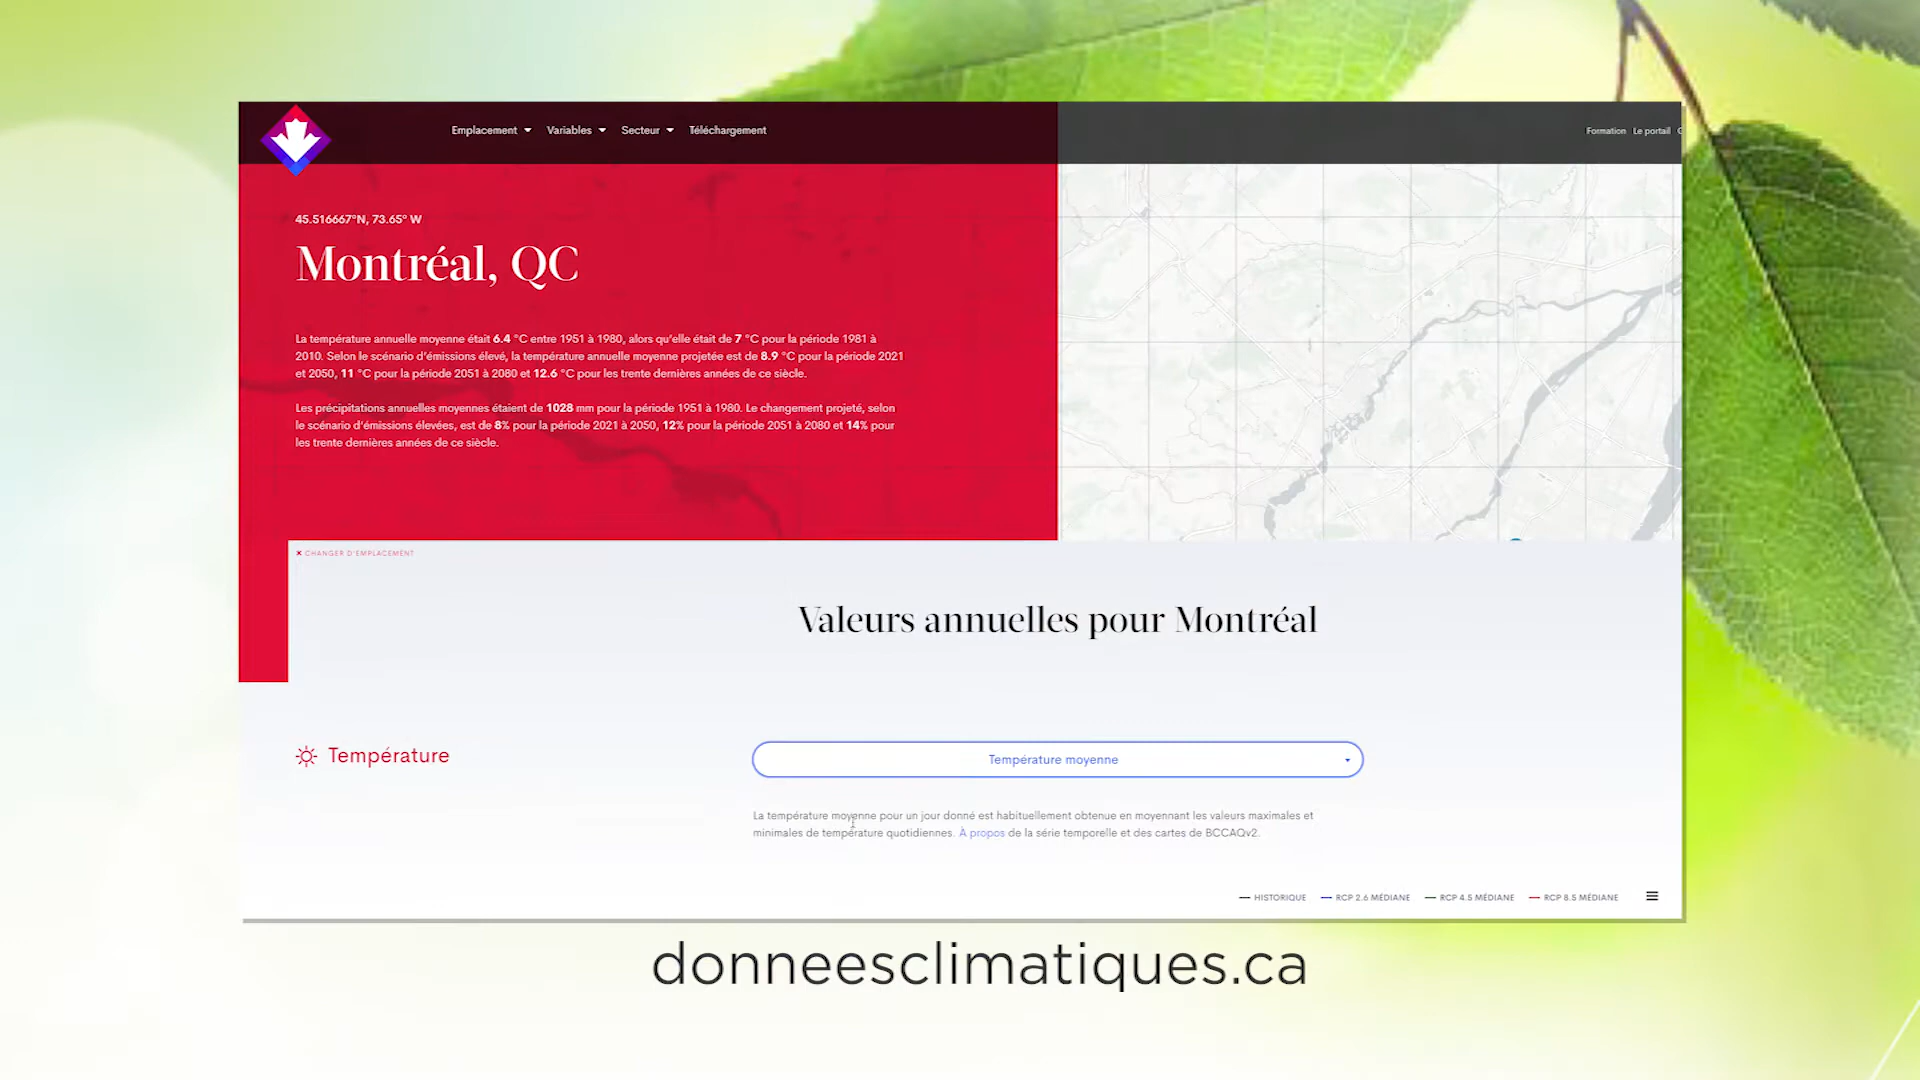 Emplacement Variables Secteur Téléchargement
Formation Le portail
45.516667°N, 73.65° W
Montréal, QC
La température annuelle moyenne était 6.4 °C entre 1951 à 1980, alors qu'elle était de 7 °C pour la période 1981 à
2010. Selon le scénario d'émissions élevé, la température annuelle moyenne projetée est de 8.9 °C pour la période 2021
et 2050, 11 °C pour la période 2051 à 2080 et 12.6 °C pour les trente dernières années de ce siècle.
Les précipitations annuelles moyennes étaient de 1028 mm pour la période 1951 à 1980. Le changement projeté, selon
le scénario d'émissions élevées, est de 8% pour la période 2021 à 2050, 12% pour la période 2051 à 2080 et 14% pour
les trente dernières années de ce siècle.
× CHANGER D'EMPLACEMENT
Valeurs annuelles pour Montréal
Température
Température moyenne
La température moyenne pour un jour donné est habituellement obtenue en moyennant les valeurs maximales et
minimales de température quotidiennes. À propos de la série temporelle et des cartes de BCCAQv2.
HISTORIQUE RCP 2.6 MÉDIANE RCP 4.5 MÉDIANE RCP 8.5 MÉDIANE
donneesclimatiques.ca